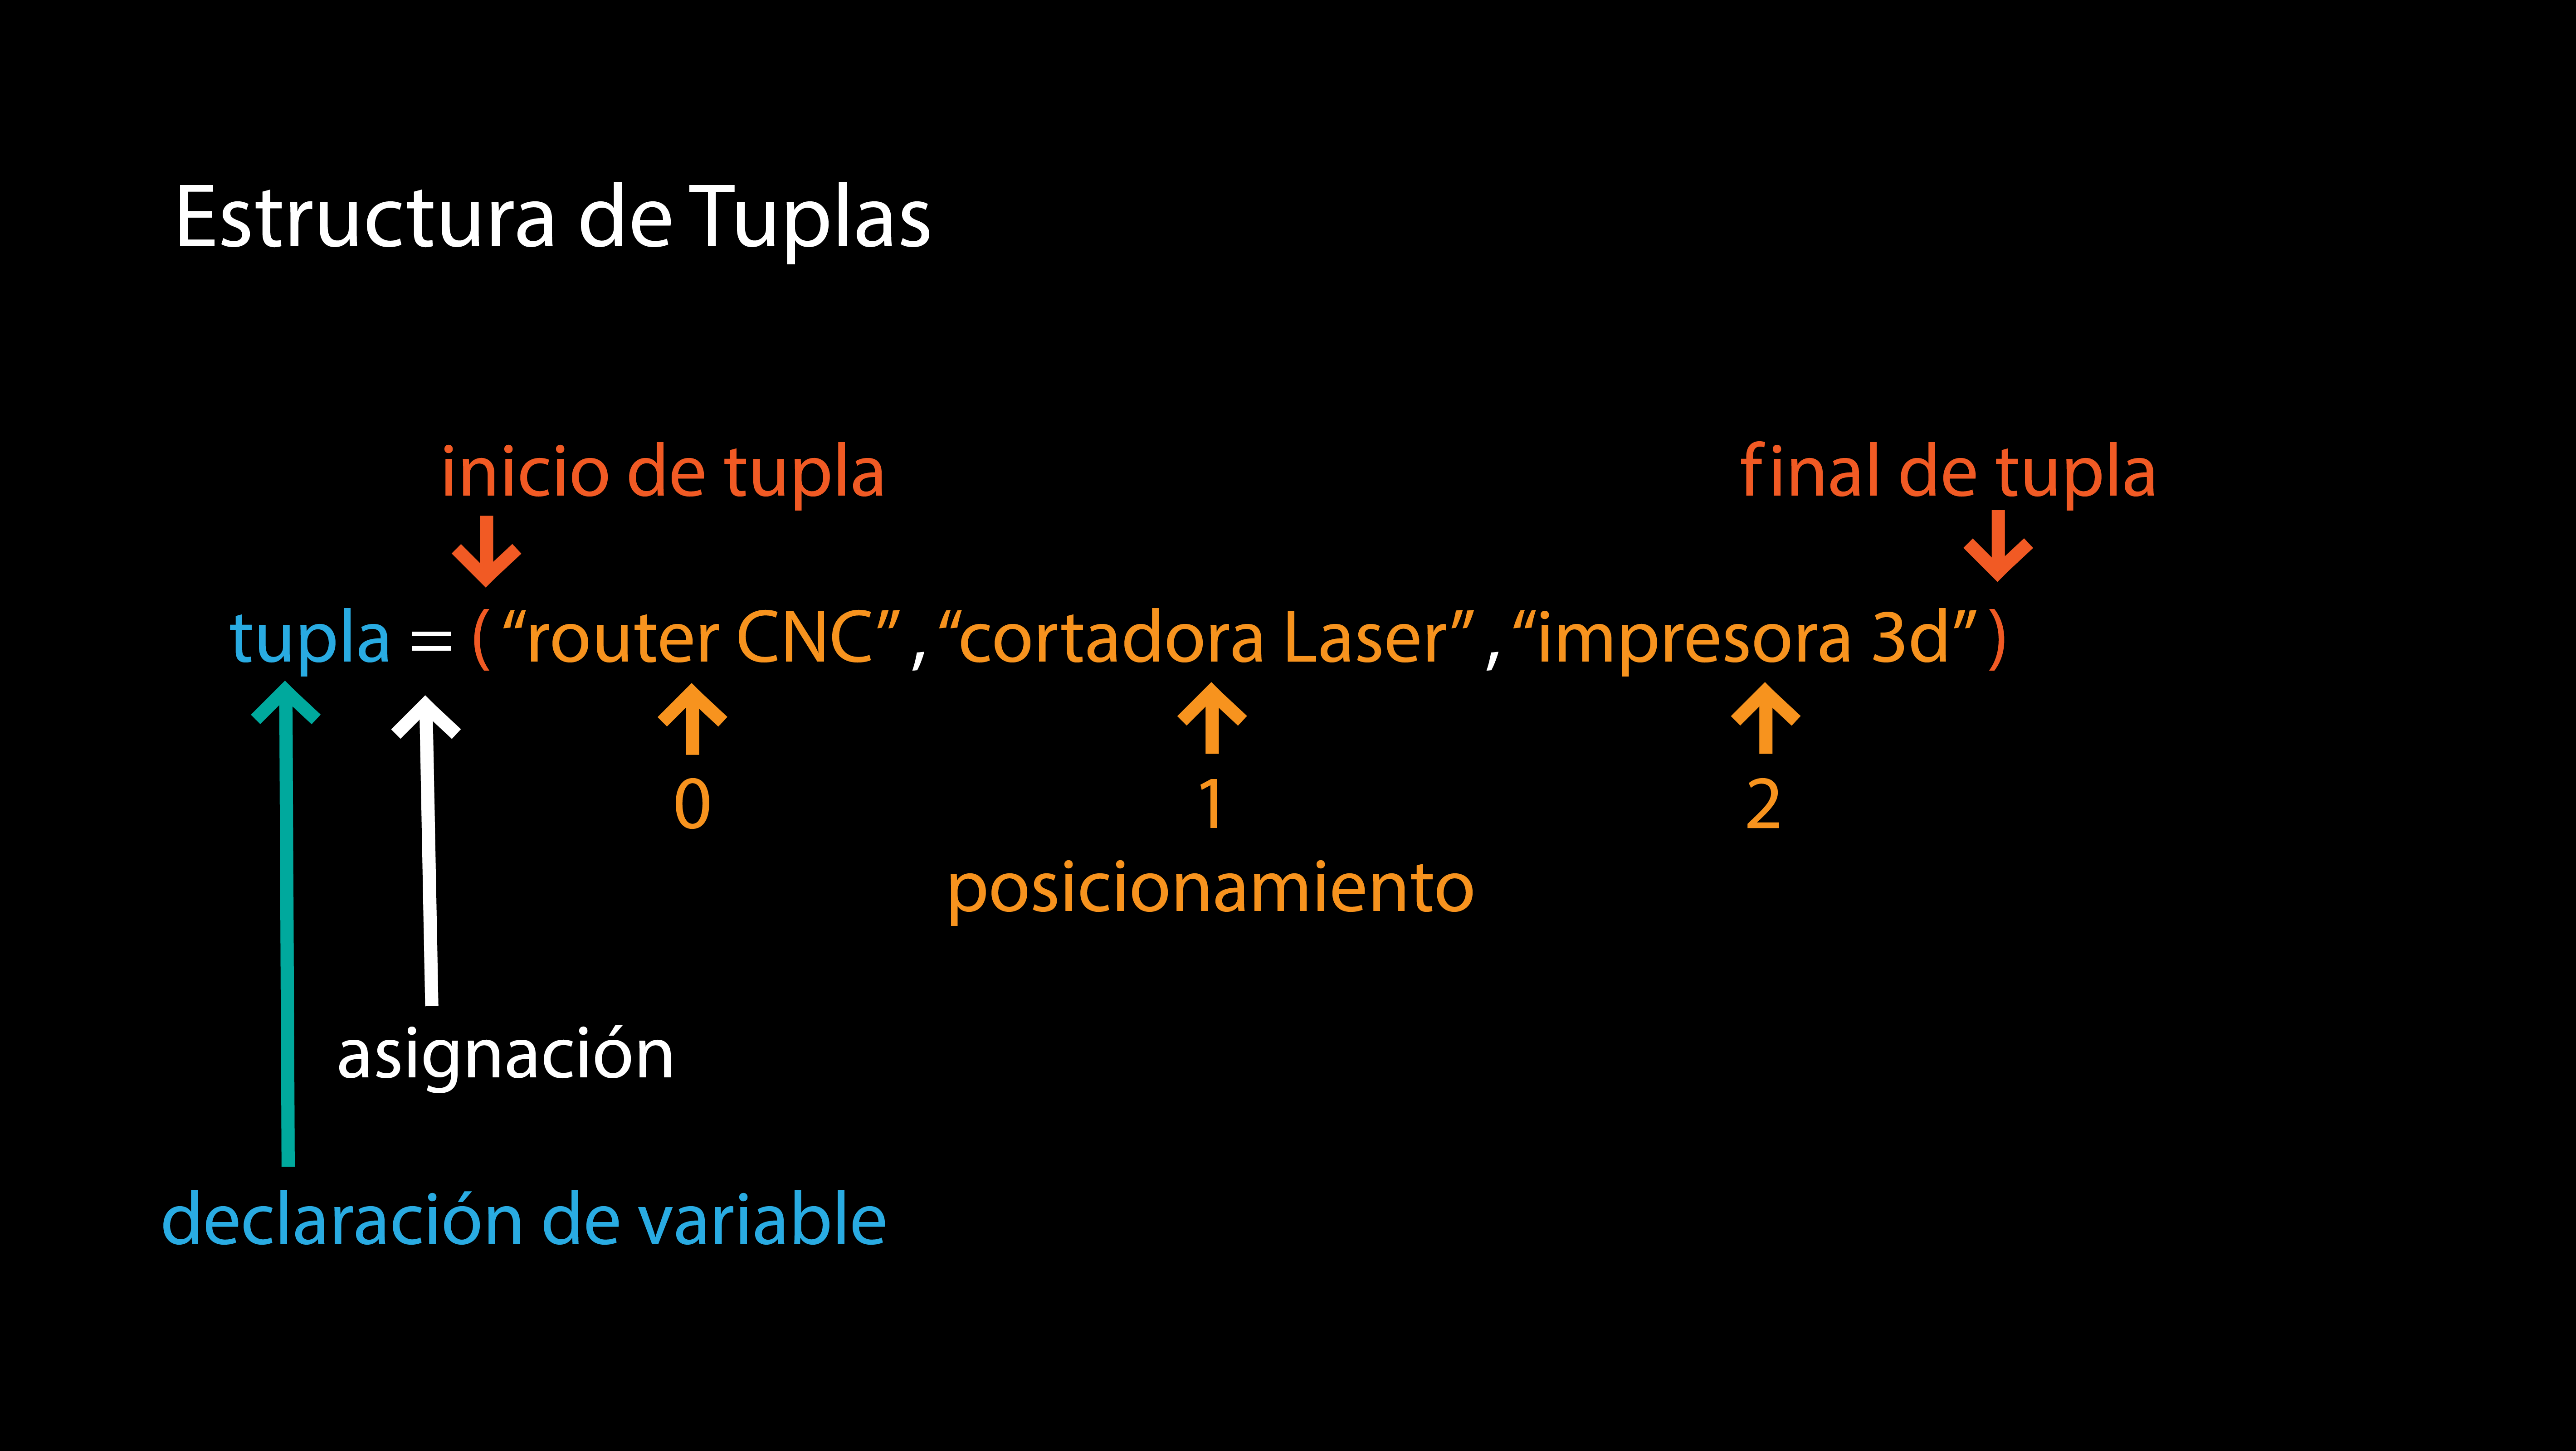 Estructura de Tuplas
inicio de tupla
final de tupla
tupla = ( “router CNC” , “cortadora Laser” , “impresora 3d” )
0 1 2
posicionamiento
asignación
declaración de variable